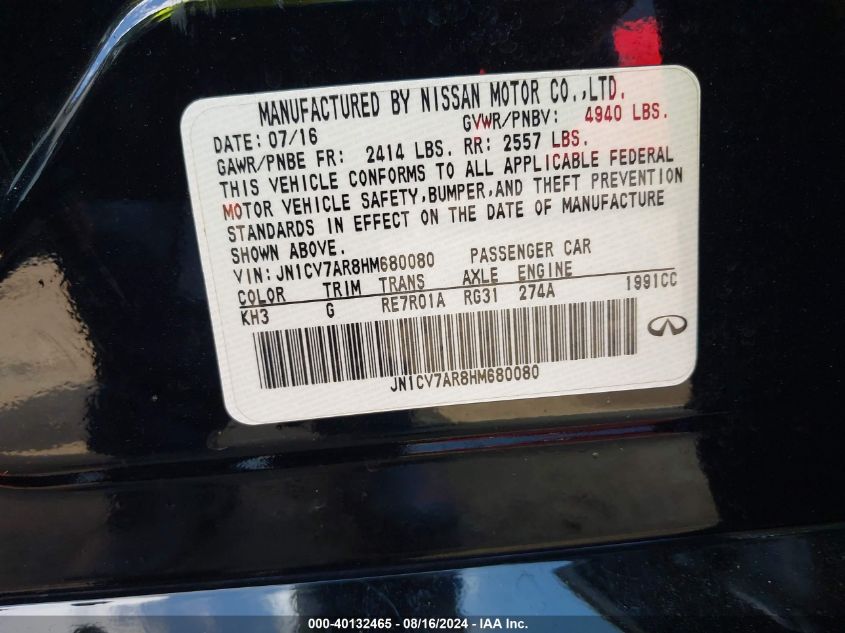 MANUFACTURED BY NISSAN MOTOR CO.,LTD.
DATE: 07/16 GVWR/PNBV: 4940 LBS.
GAWR/PNBE FR: 2414 LBS. RR: 2557 LBS.
THIS VEHICLE CONFORMS TO ALL APPLICABLE FEDERAL
MOTOR VEHICLE SAFETY,BUMPER,AND THEFT PREVENTION
STANDARDS IN EFFECT ON THE DATE OF MANUFACTURE
SHOWN ABOVE.
VIN: JN1CV7AR8HM680080 PASSENGER CAR
COLOR TRIM TRANS AXLE ENGINE
KH3 G RE7R01A RG31 274A 1991CC
JN1CV7AR8HM680080
000-40132465 - 08/16/2024 - IAA Inc.